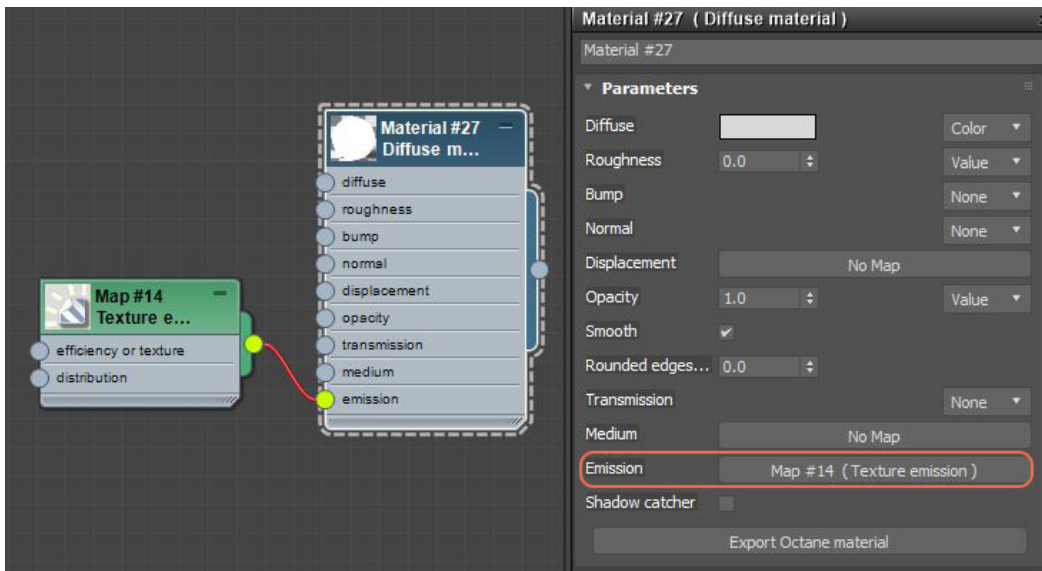 Material #27 ( Diffuse material )
Material #27
Parameters
Diffuse
Color
Roughness 0.0 Value
Bump None
Normal None
Displacement No Map
Opacity 1.0 Value
Smooth
Rounded edges... 0.0
Transmission None
Medium No Map
Emission Map #14 ( Texture emission )
Shadow catcher
Export Octane material
Material #27
Diffuse m...
diffuse
roughness
bump
normal
displacement
opacity
transmission
medium
emission
Map #14
Texture e...
efficiency or texture
distribution